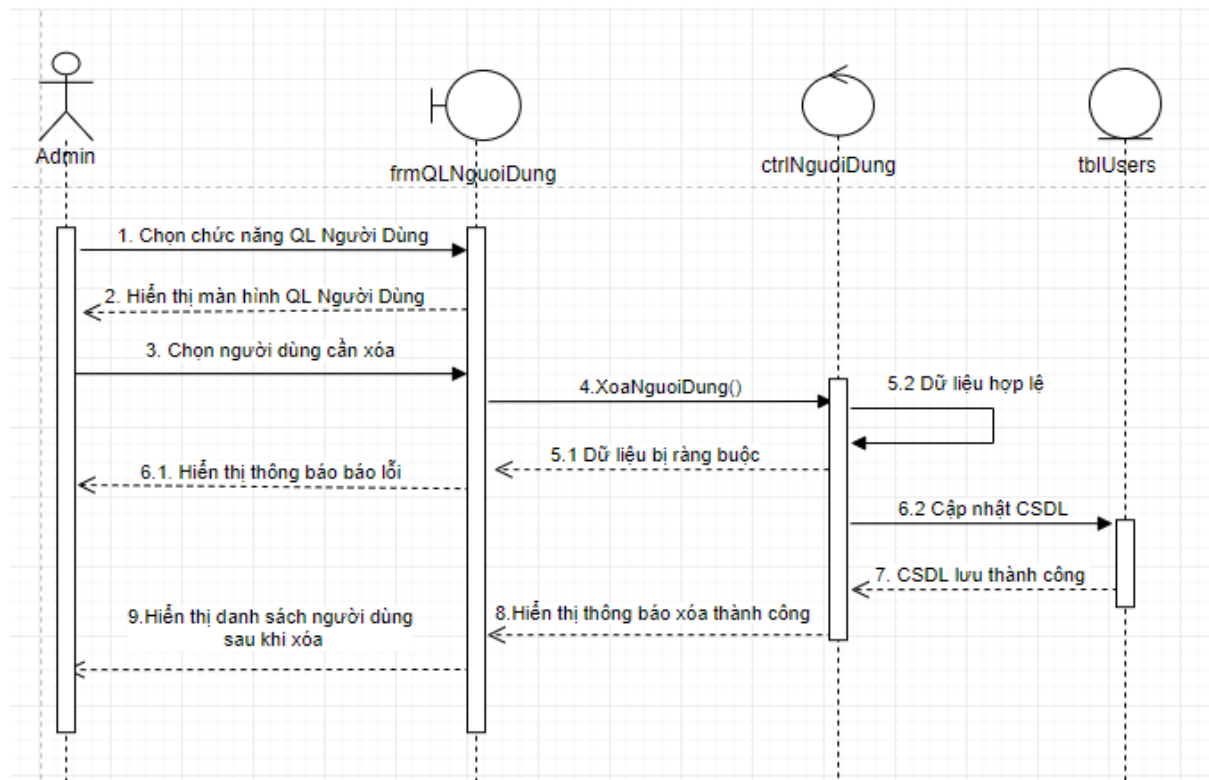 Admin
frmQLNguoiDung
ctrlNguoiDung
tblUsers
1. Chọn chức năng QL Người Dùng
2. Hiển thị màn hình QL Người Dùng
3. Chọn người dùng cần xóa
4.XoaNguoiDung()
5.2 Dữ liệu hợp lệ
5.1 Dữ liệu bị ràng buộc
6.1. Hiển thị thông báo báo lỗi
6.2 Cập nhật CSDL
7. CSDL lưu thành công
8.Hiển thị thông báo xóa thành công
9.Hiển thị danh sách người dùng
sau khi xóa